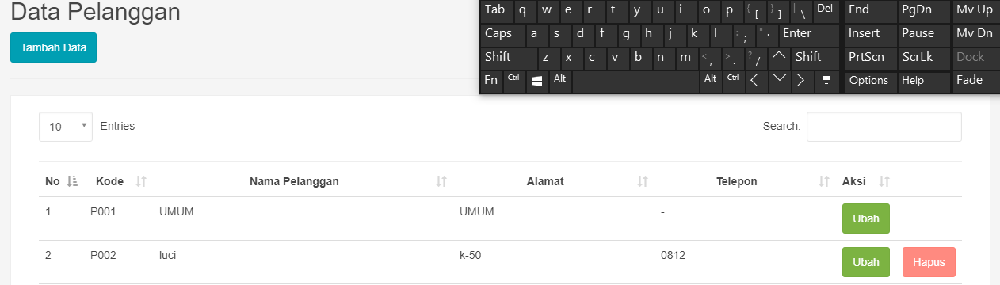 Data Pelanggan
Tambah Data
Tab q w e r t y u i o p { [ } ] | \ Del End PgDn Mv Up
Caps a s d f g h j k l : ; " ' Enter Insert Pause Mv Dn
Shift z x c v b n m < , > . ? / Shift PrtScn ScrLk Dock
Fn Ctrl Alt Alt Ctrl Options Help Fade
10 Entries Search:
No Kode Nama Pelanggan Alamat Telepon Aksi
1 P001 UMUM UMUM - Ubah
2 P002 luci k-50 0812 Ubah Hapus